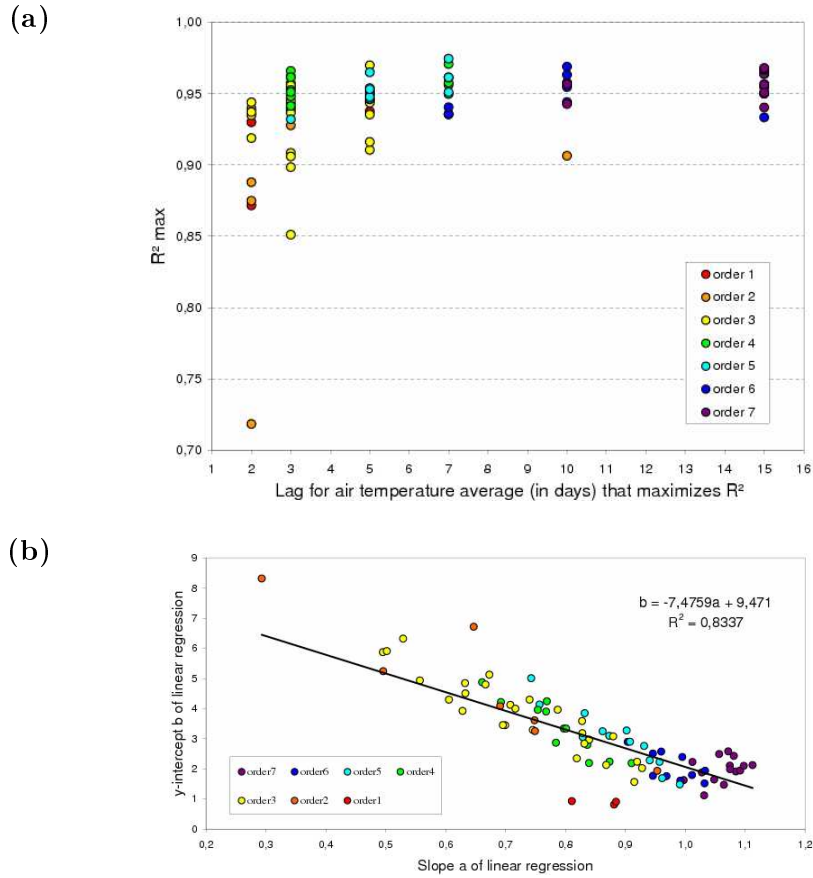 (a)
1,00
0,95
0,90
0,85
0,80
0,75
0,70
R² max
order 1
order 2
order 3
order 4
order 5
order 6
order 7
1 2 3 4 5 6 7 8 9 10 11 12 13 14 15 16
Lag for air temperature average (in days) that maximizes R²
(b)
9
8
7
6
5
4
3
2
1
0
y-intercept b of linear regression
b = -7,4759a + 9,471
R² = 0,8337
order7 order6 order5 order4
order3 order2 order1
0,2 0,3 0,4 0,5 0,6 0,7 0,8 0,9 1,0 1,1 1,2
Slope a of linear regression